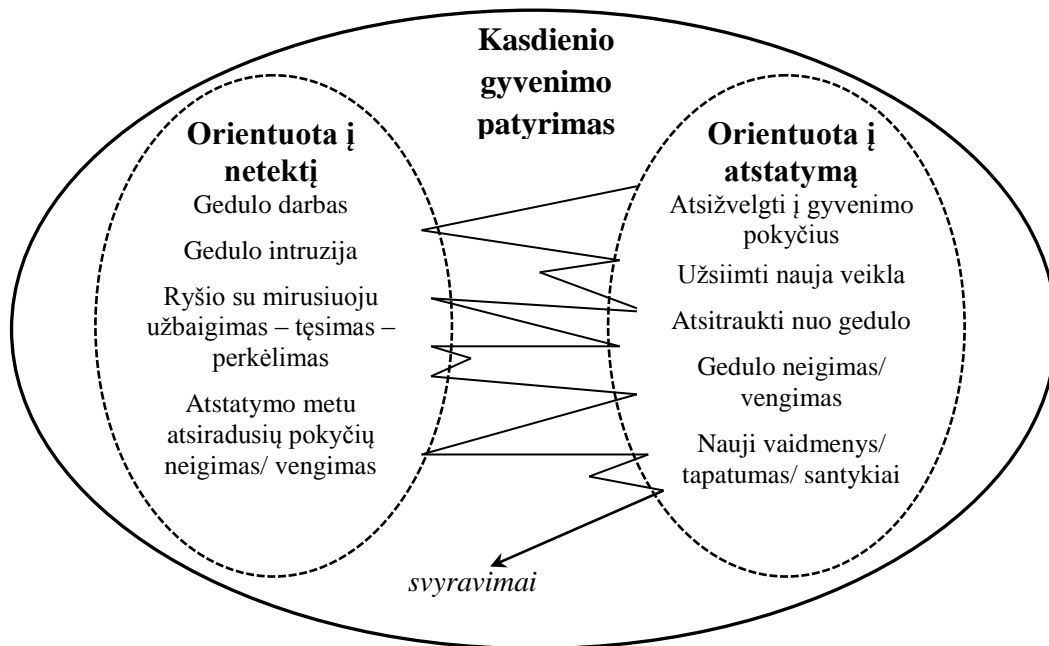 Kasdienio
gyvenimo
patyrimas
Orientuota į
netektį
Gedulo darbas
Gedulo intruzija
Ryšio su mirusiuoju
užbaigimas – tęsimas –
perkėlimas
Atstatymo metu
atsiradusių pokyčių
neigimas/ vengimas
Orientuota į
atstatymą
Atsižvelgti į gyvenimo
pokyčius
Užsiimti nauja veikla
Atsitraukti nuo gedulo
Gedulo neigimas/
vengimas
Nauji vaidmenys/
tapatumas/ santykiai
svyravimai